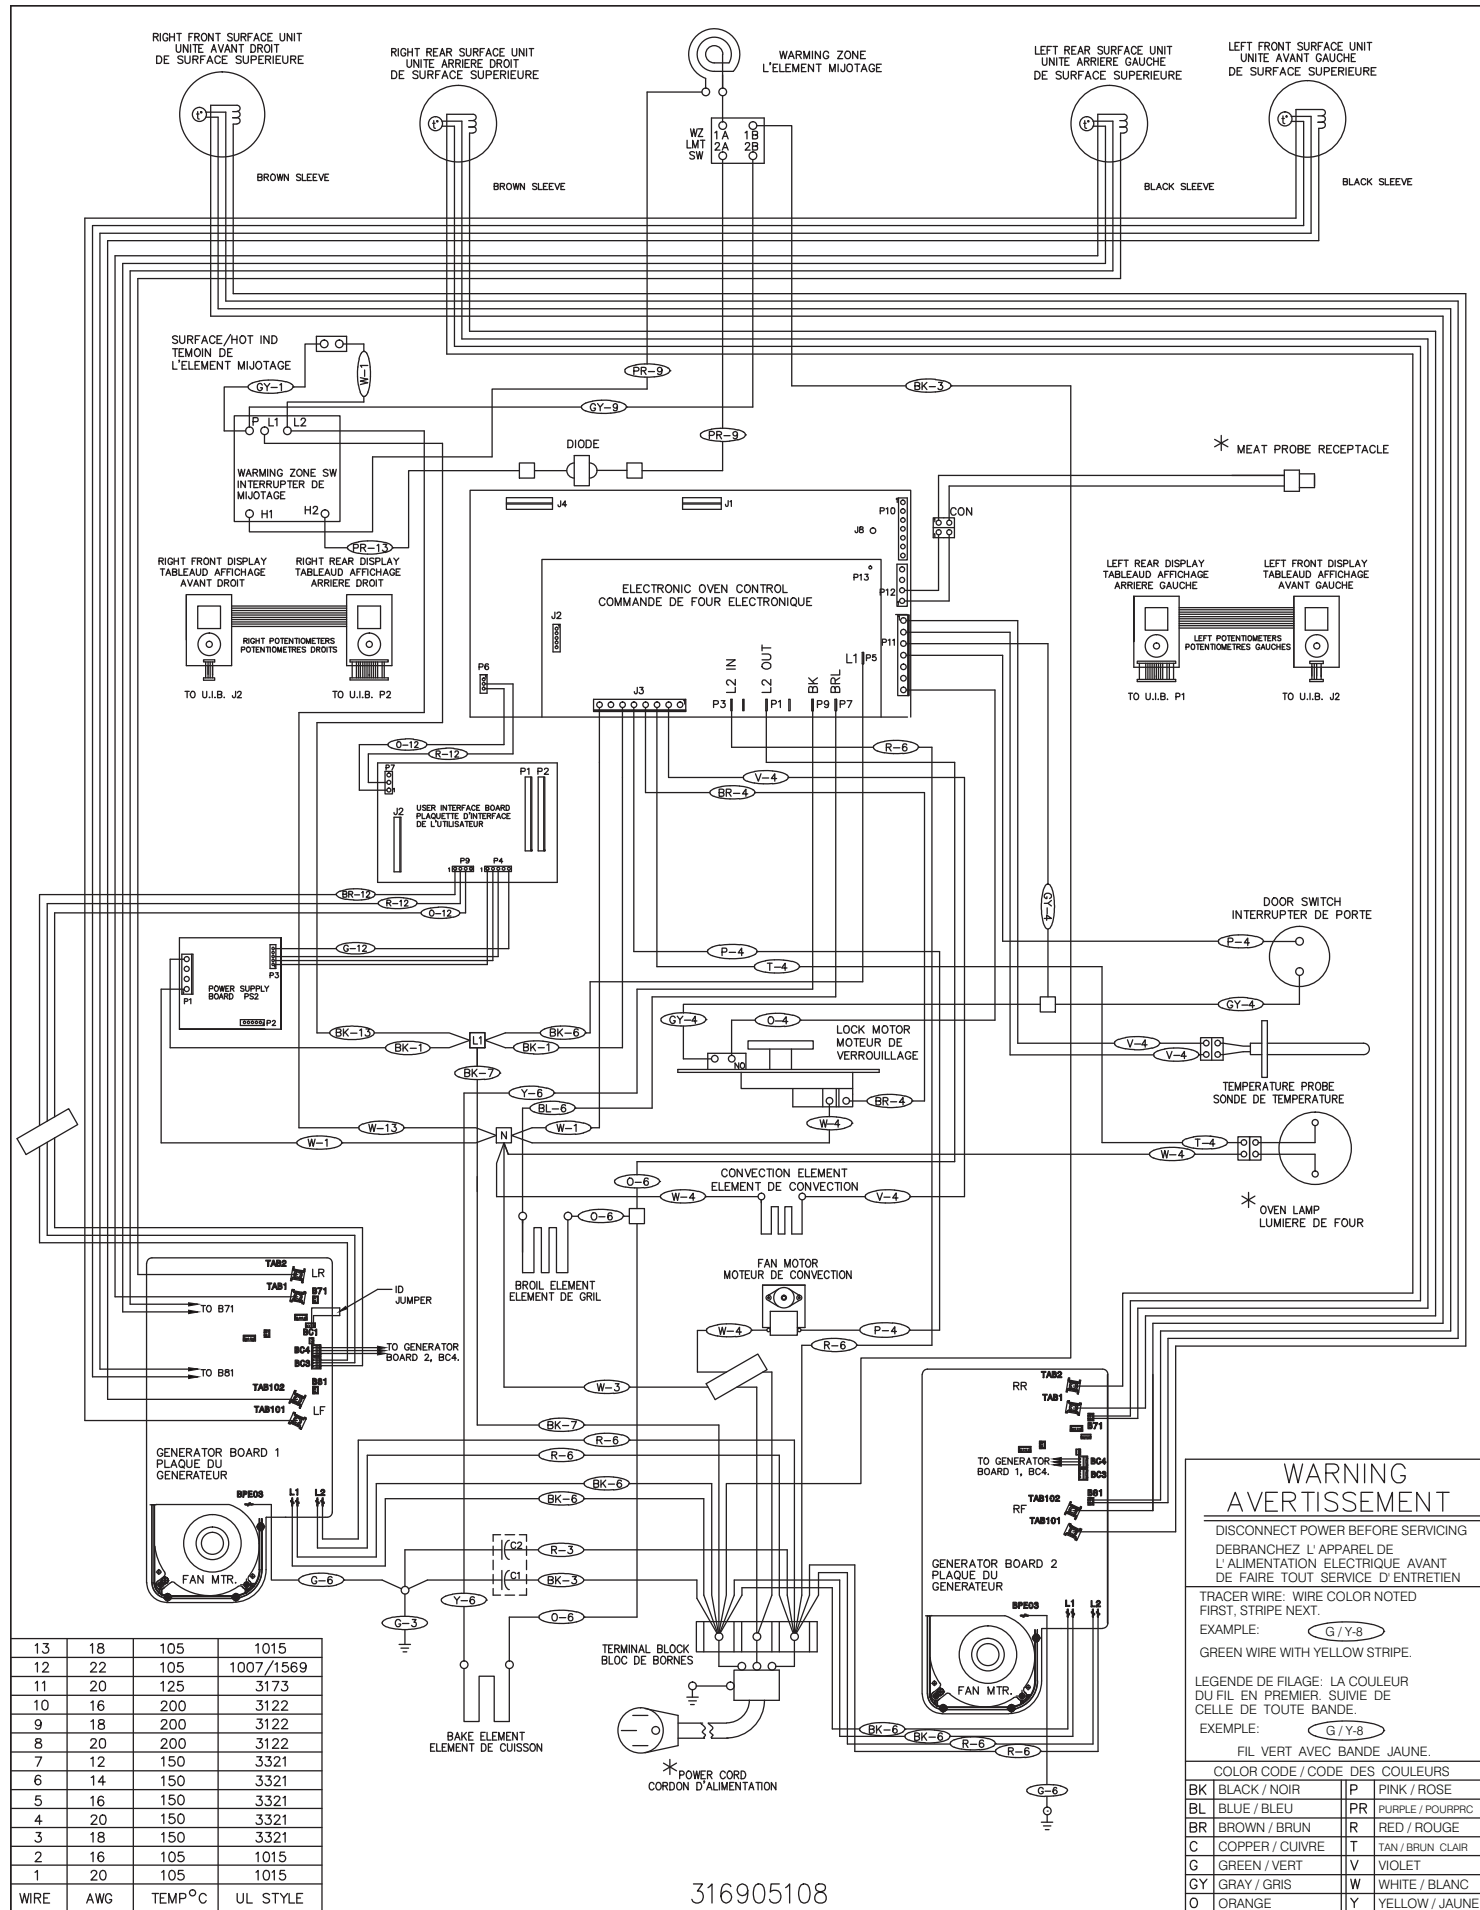 RIGHT FRONT SURFACE UNIT
UNITE AVANT DROIT
DE SURFACE SUPERIEURE
RIGHT REAR SURFACE UNIT
UNITE ARRIERE DROIT
DE SURFACE SUPERIEURE
WARMING ZONE
L'ELEMENT MIJOTAGE
LEFT REAR SURFACE UNIT
UNITE ARRIERE GAUCHE
DE SURFACE SUPERIEURE
LEFT FRONT SURFACE UNIT
UNITE AVANT GAUCHE
DE SURFACE SUPERIEURE
t°
t°
t°
t°
WZ
LMT
SW
1A 1B
2A 2B
BROWN SLEEVE
BROWN SLEEVE
BLACK SLEEVE
BLACK SLEEVE
SURFACE/HOT IND
TEMOIN DE
L'ELEMENT MIJOTAGE
GY-1
W-1
PR-9
BK-3
GY-9
PR-9
P L1 L2
WARMING ZONE SW
INTERRUPTER DE
MIJOTAGE
H1 H2
DIODE
PR-13
* MEAT PROBE RECEPTACLE
J4
J1
P10
J8
CON
P13
P12
ELECTRONIC OVEN CONTROL
COMMANDE DE FOUR ELECTRONIQUE
J2
P11
L1 P5
L2 IN
L2 OUT
BK
BRL
P3
P1
P9
P7
J3
P6
RIGHT FRONT DISPLAY
TABLEAUD AFFICHAGE
AVANT DROIT
RIGHT REAR DISPLAY
TABLEAUD AFFICHAGE
ARRIERE DROIT
RIGHT POTENTIOMETERS
POTENTIOMETRES DROITS
TO U.I.B. J2
TO U.I.B. P2
LEFT REAR DISPLAY
TABLEAUD AFFICHAGE
ARRIERE GAUCHE
LEFT FRONT DISPLAY
TABLEAUD AFFICHAGE
AVANT GAUCHE
LEFT POTENTIOMETERS
POTENTIOMETRES GAUCHES
TO U.I.B. P1
TO U.I.B. J2
O-12
R-12
R-6
V-4
BR-4
P7
1
P1 P2
J2
USER INTERFACE BOARD
PLAQUETTE D'INTERFACE
DE L'UTILISATEUR
P9
P4
1
1
BR-12
R-12
O-12
G-12
P-4
T-4
GY-4
DOOR SWITCH
INTERRUPTER DE PORTE
P-4
GY-4
P3
POWER SUPPLY
BOARD PS2
P1
P2
BK-13
BK-1
L1
BK-6
BK-1
BK-7
GY-4
O-4
NO
LOCK MOTOR
MOTEUR DE
VERROUILLAGE
BR-4
W-4
V-4
V-4
TEMPERATURE PROBE
SONDE DE TEMPERATURE
Y-6
BL-6
W-13
W-1
N
W-1
T-4
W-4
* OVEN LAMP
LUMIERE DE FOUR
O-6
O-6
CONVECTION ELEMENT
ELEMENT DE CONVECTION
W-4
V-4
BROIL ELEMENT
ELEMENT DE GRIL
FAN MOTOR
MOTEUR DE CONVECTION
W-4
P-4
R-6
TAB2
LR
TAB1
B71
ID
JUMPER
TO B71
BC1
BC4
BC3
TO GENERATOR
BOARD 2, BC4.
TO B81
B81
TAB102
TAB101
LF
GENERATOR BOARD 1
PLAQUE DU
GENERATEUR
BPE03
L1 L2
FAN MTR.
W-3
BK-7
R-6
R-6
BK-6
BK-6
C2
R-3
C1
BK-3
G-6
G-3
Y-6
O-6
BAKE ELEMENT
ELEMENT DE CUISSON
TERMINAL BLOCK
BLOC DE BORNES
* POWER CORD
CORDON D'ALIMENTATION
TAB2
RR
TAB1
B71
TO GENERATOR
BOARD 1, BC4.
BC4
BC3
B81
TAB102
RF
TAB101
GENERATOR BOARD 2
PLAQUE DU
GENERATEUR
BPE03
L1 L2
FAN MTR.
BK-6
BK-6
R-6
R-6
G-6
WARNING
AVERTISSEMENT
DISCONNECT POWER BEFORE SERVICING
DEBRANCHEZ L' APPAREL DE
L' ALIMENTATION ELECTRIQUE AVANT
DE FAIRE TOUT SERVICE D' ENTRETIEN
TRACER WIRE: WIRE COLOR NOTED
FIRST, STRIPE NEXT.
EXAMPLE: G / Y-8
GREEN WIRE WITH YELLOW STRIPE.
LEGENDE DE FILAGE: LA COULEUR
DU FIL EN PREMIER. SUIVIE DE
CELLE DE TOUTE BANDE.
EXEMPLE: G / Y-8
FIL VERT AVEC BANDE JAUNE.
COLOR CODE / CODE DES COULEURS
BK BLACK / NOIR P PINK / ROSE
BL BLUE / BLEU PR PURPLE / POURPRC
BR BROWN / BRUN R RED / ROUGE
C COPPER / CUIVRE T TAN / BRUN CLAIR
G GREEN / VERT V VIOLET
GY GRAY / GRIS W WHITE / BLANC
O ORANGE Y YELLOW / JAUNE
13 18 105 1015
12 22 105 1007/1569
11 20 125 3173
10 16 200 3122
9 18 200 3122
8 20 200 3122
7 12 150 3321
6 14 150 3321
5 16 150 3321
4 20 150 3321
3 18 150 3321
2 16 105 1015
1 20 105 1015
WIRE AWG TEMP°C UL STYLE
316905108